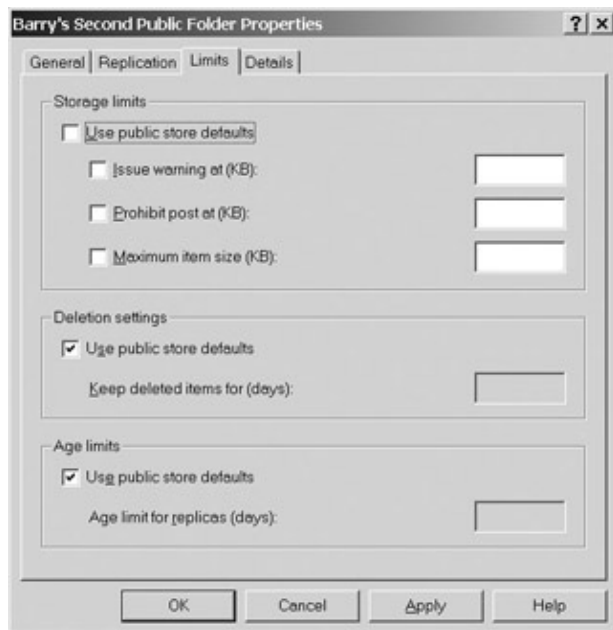 Barry's Second Public Folder Properties
General Replication Limits Details
Storage limits
Use public store defaults
Issue warning at (KB):
Prohibit post at (KB):
Maximum item size (KB):
Deletion settings
Use public store defaults
Keep deleted items for (days):
Age limits
Use public store defaults
Age limit for replicas (days):
OK Cancel Apply Help